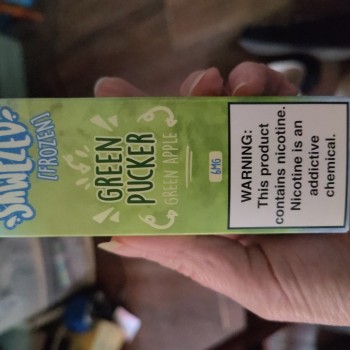 [FROZEN]
GREEN
PUCKER
GREEN APPLE
6MG
WARNING:
This product
contains nicotine.
Nicotine is an
addictive
chemical.